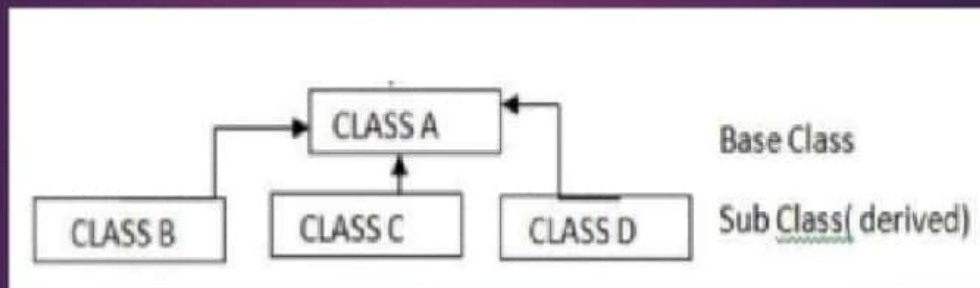 CLASS A
Base Class
CLASS B
CLASS C
CLASS D
Sub Class( derived)